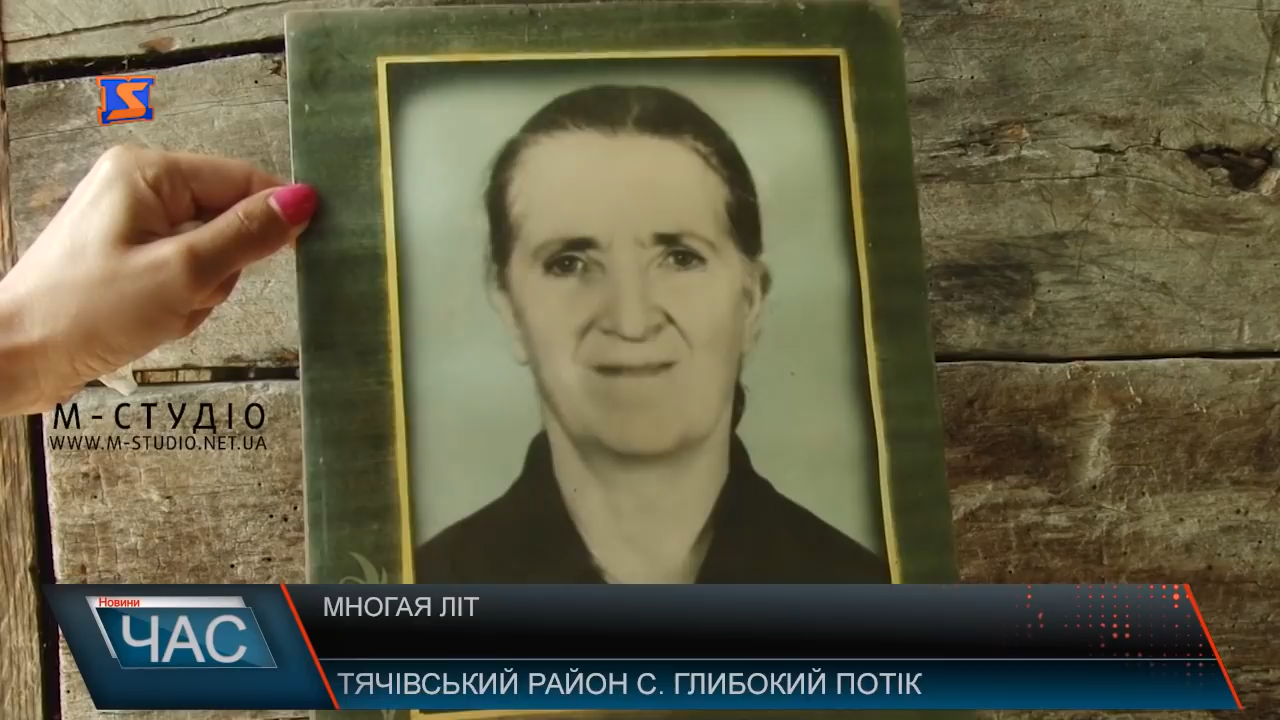 М-СТУДІО
WWW.M-STUDIO.NET.UA
Новини
ЧАС
МНОГАЯ ЛІТ
ТЯЧІВСЬКИЙ РАЙОН С. ГЛИБОКИЙ ПОТІК